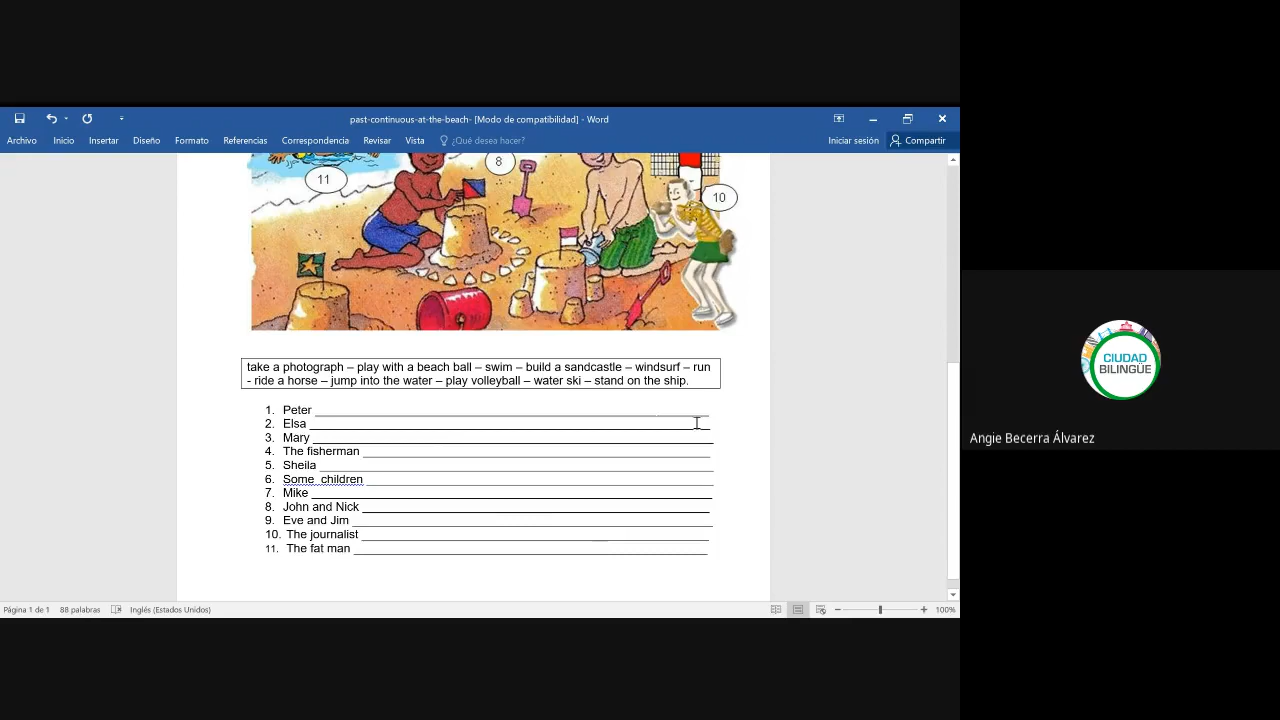 past-continuous-at-the-beach- [Modo de compatibilidad] - Word
Archivo Inicio Insertar Diseño Formato Referencias Correspondencia Revisar Vista ¿Qué desea hacer? Iniciar sesión Compartir
8
11
10
take a photograph – play with a beach ball – swim – build a sandcastle – windsurf – run
- ride a horse – jump into the water – play volleyball – water ski – stand on the ship.
1. Peter
2. Elsa
3. Mary
4. The fisherman
5. Sheila
6. Some children
7. Mike
8. John and Nick
9. Eve and Jim
10. The journalist
11. The fat man
Página 1 de 1 88 palabras Inglés (Estados Unidos) 100%
CIUDAD
BILINGÜE
Angie Becerra Álvarez